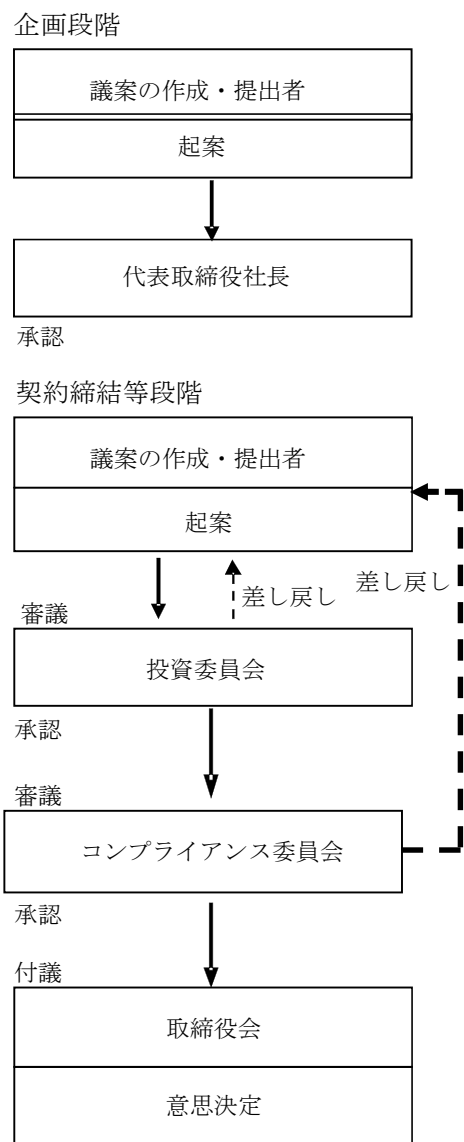 企画段階
議案の作成・提出者
起案
代表取締役社長
承認
契約締結等段階
議案の作成・提出者
起案
差し戻し
差し戻し
審議
投資委員会
承認
審議
コンプライアンス委員会
承認
付議
取締役会
意思決定